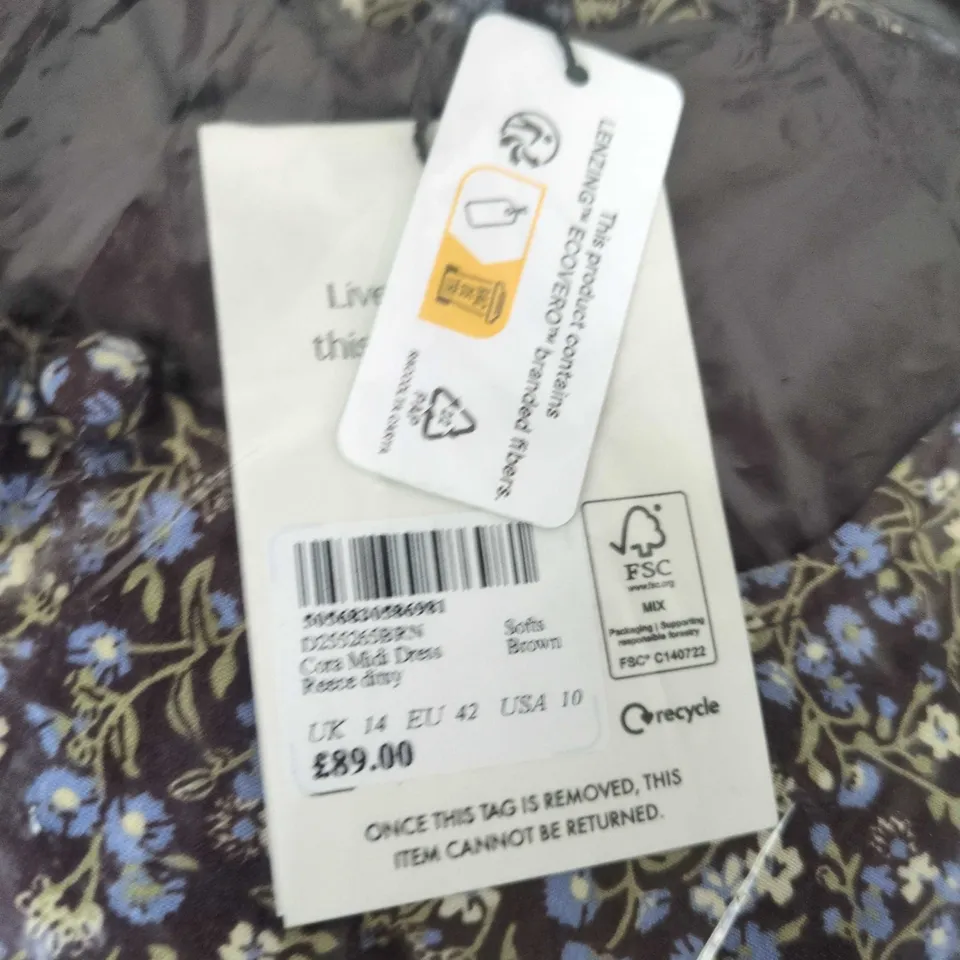 This product contains
LENZING™ ECOVERO™ branded fibers.
PAP
Live
this
5056830586981
D255265BRN
Cora Midi Dress
Reece ditsy
Softs
Brown
UK 14 EU 42 USA 10
£89.00
FSC
www.fsc.org
MIX
Packaging | Supporting
responsible forestry
FSC® C140722
recycle
ONCE THIS TAG IS REMOVED, THIS
ITEM CANNOT BE RETURNED.